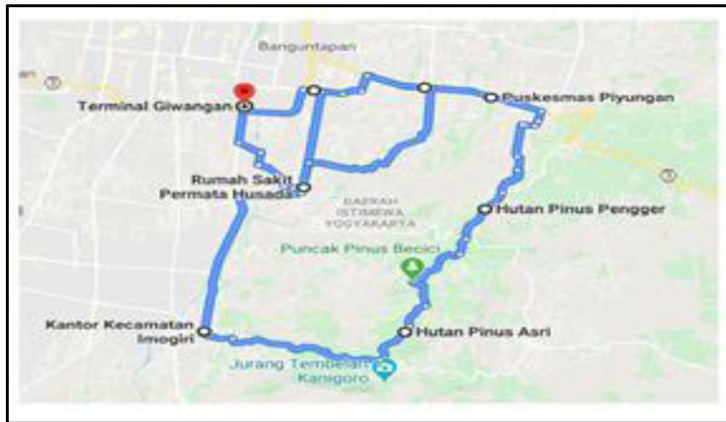 Banguntapan
Terminal Giwangan
Puskesmas Piyungan
Rumah Sakit
Permata Husada
DAERAH
ISTIMEWA
YOGYAKARTA
Hutan Pinus Pengger
Puncak Pinus Becici
Kantor Kecamatan
Imogiri
Hutan Pinus Asri
Jurang Tembelan
Kanigoro